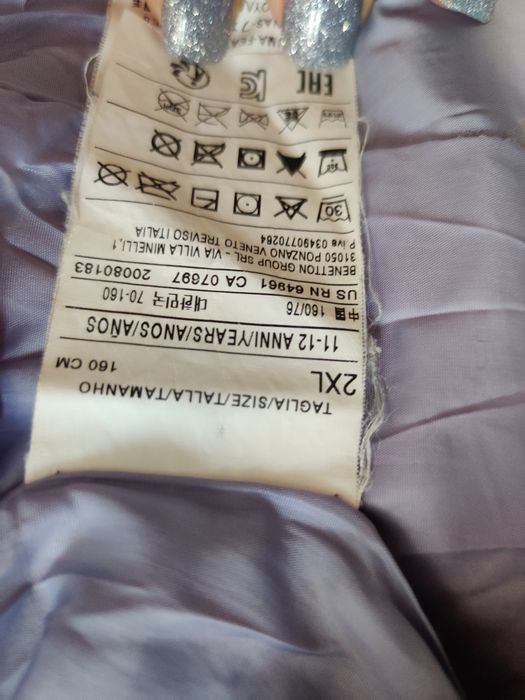 TAGLIA/SIZE/TALLA/TAMANHO
2XL 160 CM
11-12 ANNI/YEARS/ANOS/AÑOS
中國 160/76 대한민국 70-160
US RN 64961 CA 07697 20080183
BENETTON GROUP SRL - VIA VILLA MINELLI,1
31050 PONZANO VENETO TREVISO ITALIA
P.iva 03490770264
30
EAC